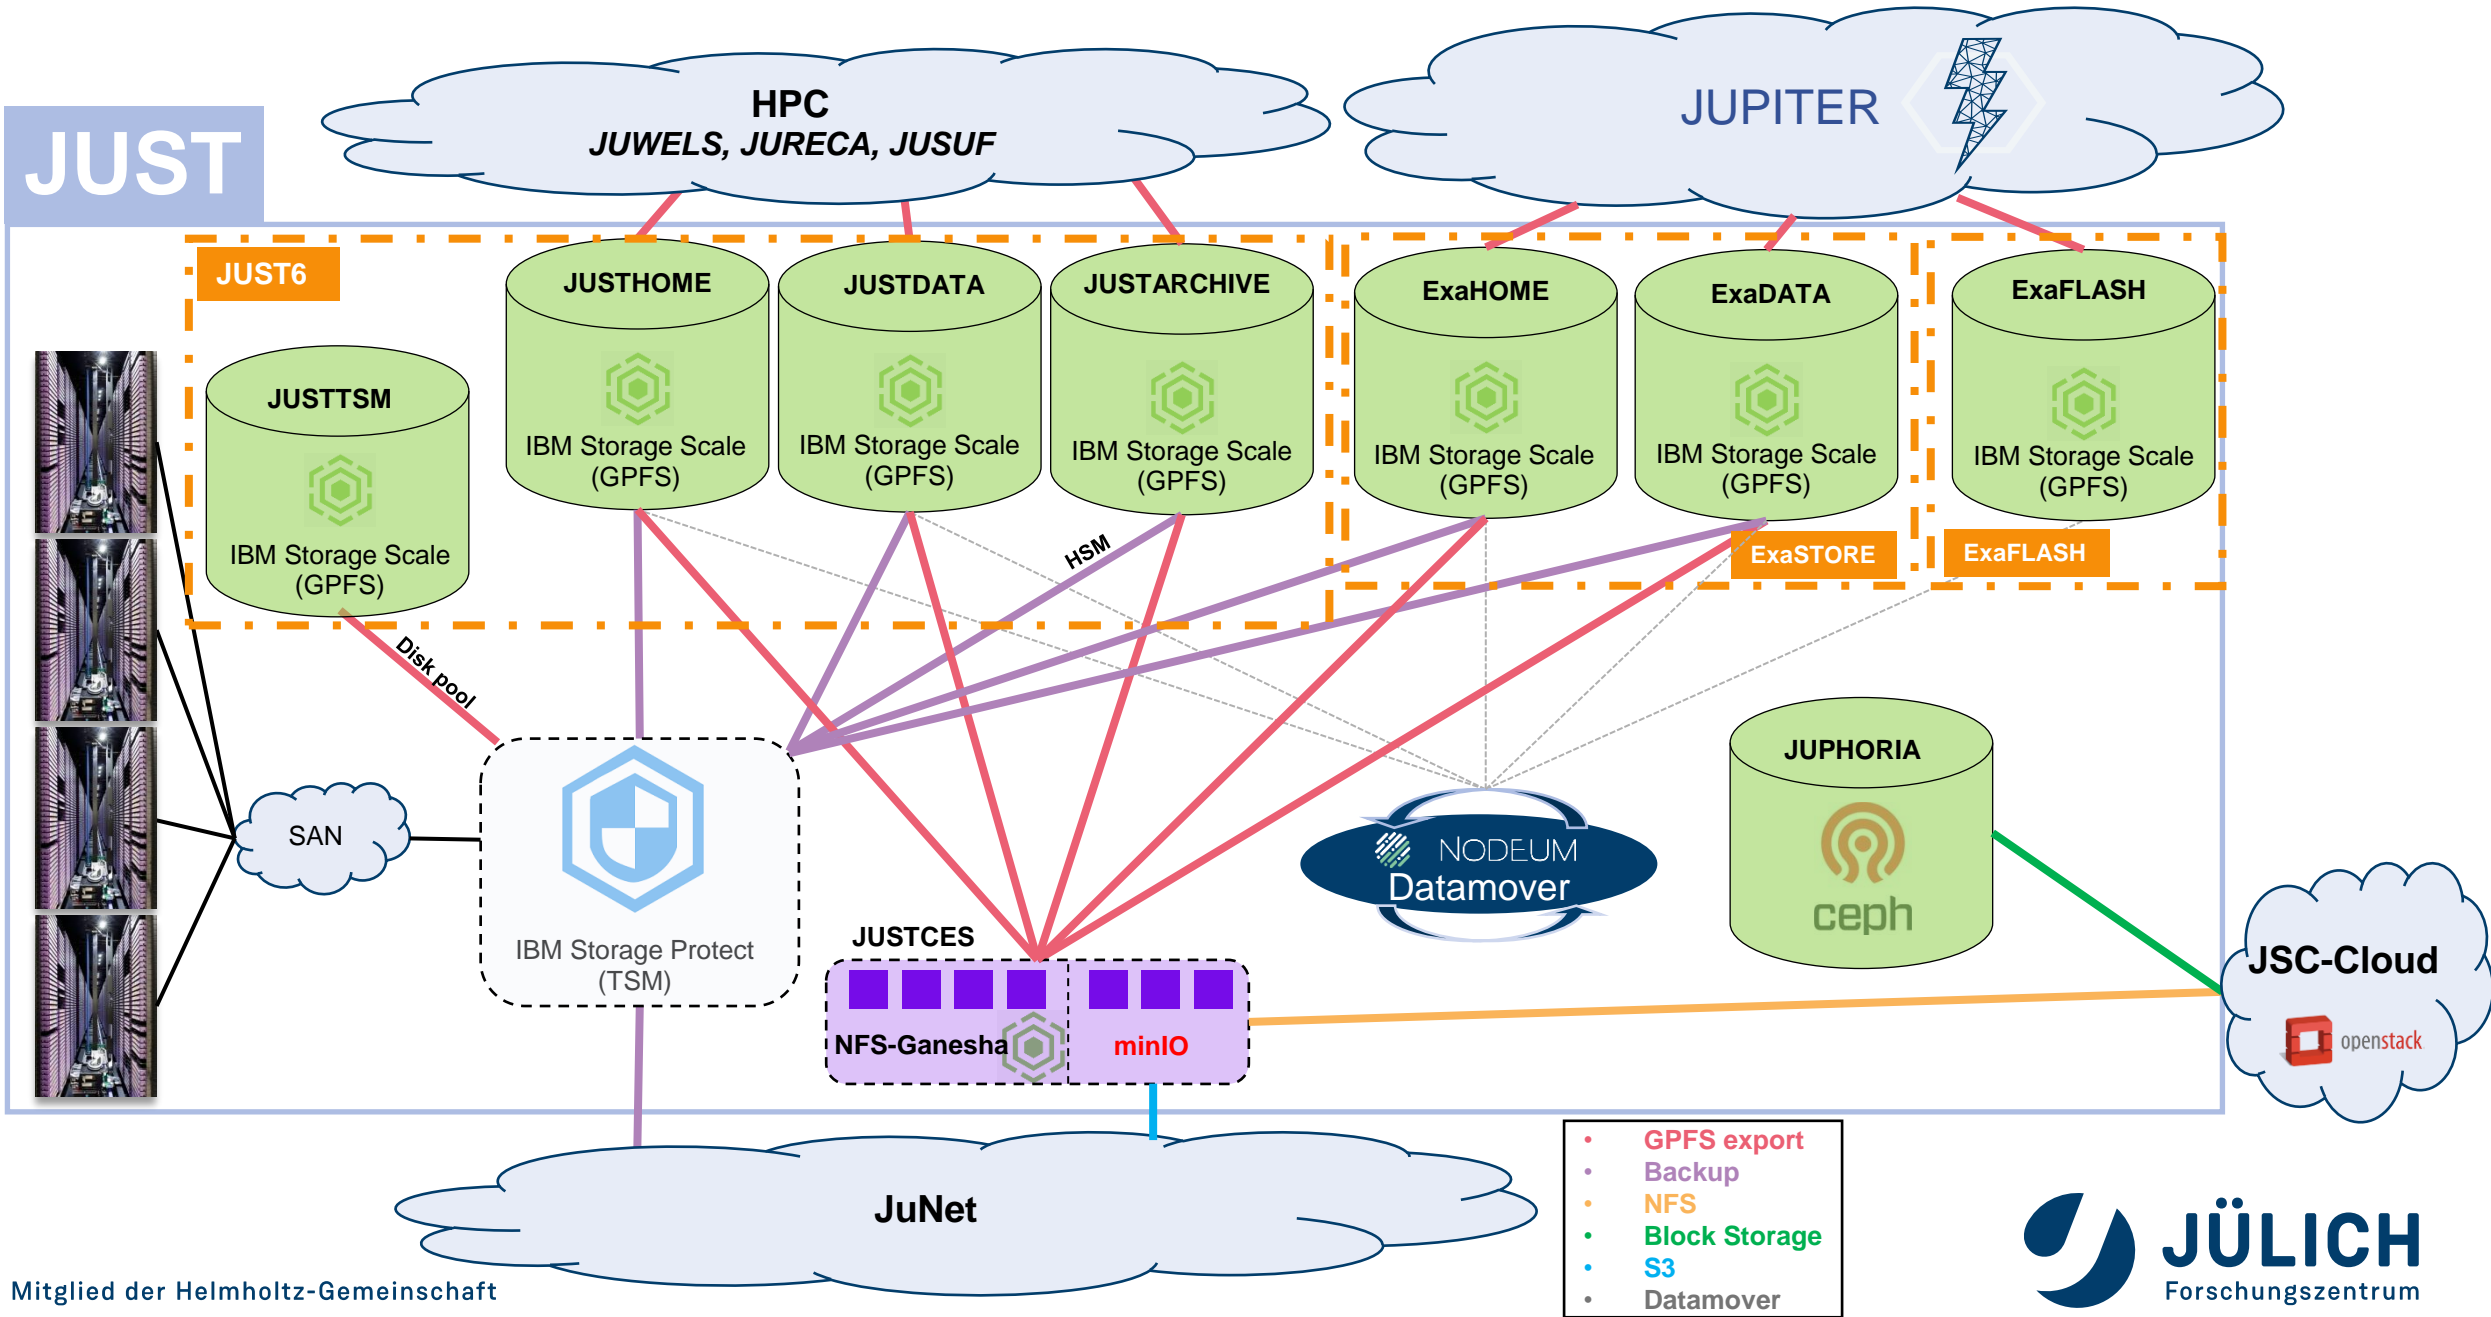 HPC
JUWELS, JURECA, JUSUF
JUPITER
JUST
JUST6
JUSTHOME
IBM Storage Scale
(GPFS)
JUSTDATA
IBM Storage Scale
(GPFS)
JUSTARCHIVE
IBM Storage Scale
(GPFS)
ExaHOME
IBM Storage Scale
(GPFS)
ExaDATA
IBM Storage Scale
(GPFS)
ExaFLASH
IBM Storage Scale
(GPFS)
JUSTTSM
IBM Storage Scale
(GPFS)
HSM
ExaSTORE
ExaFLASH
Disk pool
SAN
IBM Storage Protect
(TSM)
JUSTCES
NFS-Ganesha
minIO
NODEUM
Datamover
JUPHORIA
ceph
JSC-Cloud
openstack
JuNet
• GPFS export
• Backup
• NFS
• Block Storage
• S3
• Datamover
JÜLICH
Forschungszentrum
Mitglied der Helmholtz-Gemeinschaft